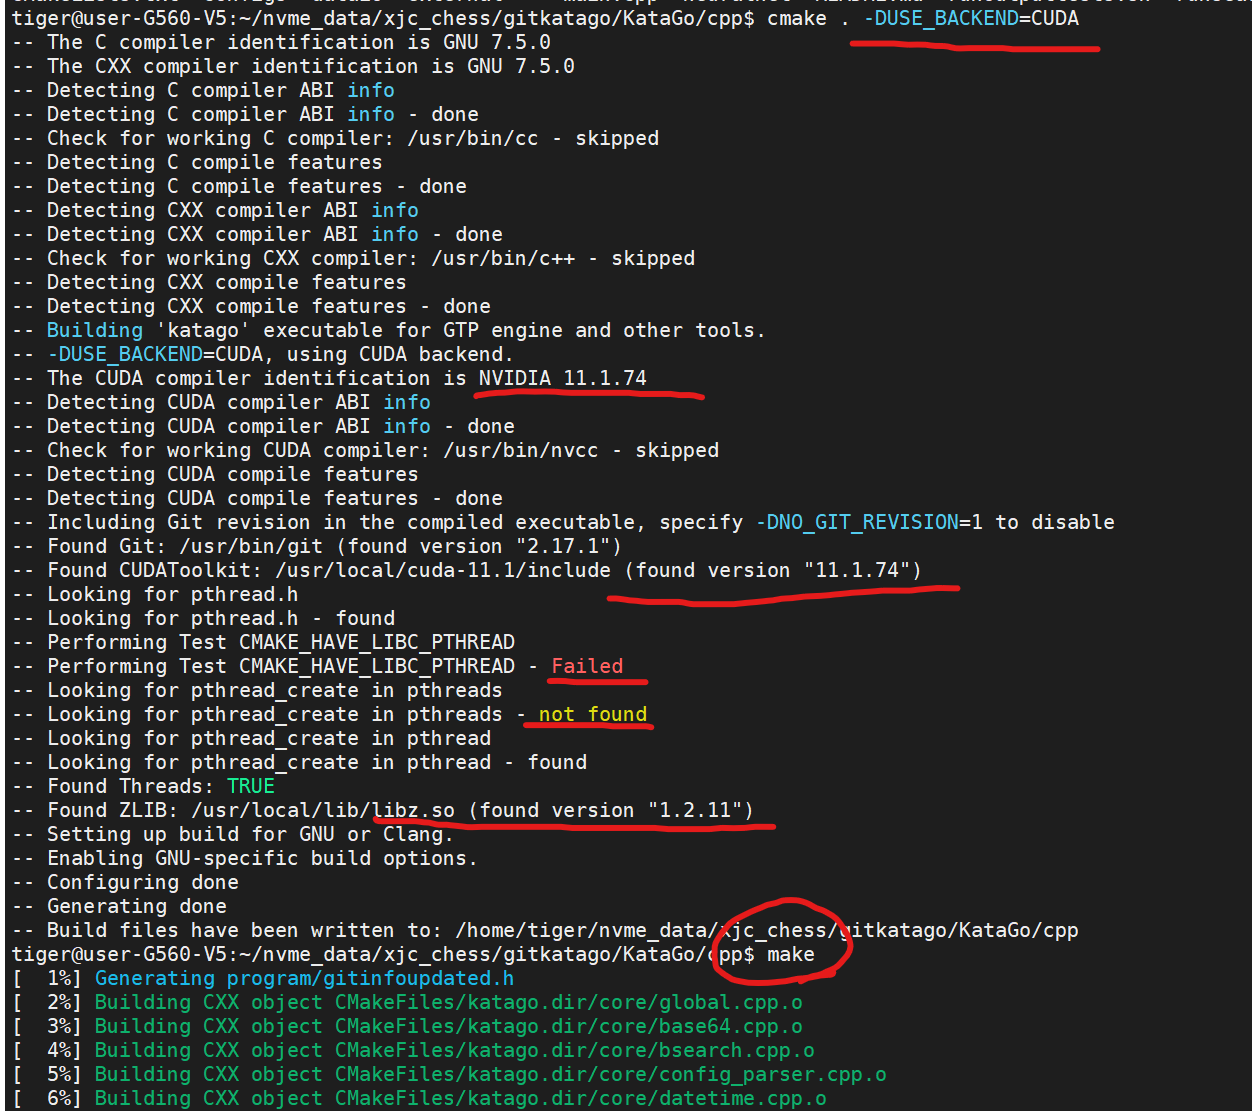 tiger@user-G560-V5:~/nvme_data/xjc_chess/gitkatago/KataGo/cpp$ cmake . -DUSE_BACKEND=CUDA
-- The C compiler identification is GNU 7.5.0
-- The CXX compiler identification is GNU 7.5.0
-- Detecting C compiler ABI info
-- Detecting C compiler ABI info - done
-- Check for working C compiler: /usr/bin/cc - skipped
-- Detecting C compile features
-- Detecting C compile features - done
-- Detecting CXX compiler ABI info
-- Detecting CXX compiler ABI info - done
-- Check for working CXX compiler: /usr/bin/c++ - skipped
-- Detecting CXX compile features
-- Detecting CXX compile features - done
-- Building 'katago' executable for GTP engine and other tools.
-- -DUSE_BACKEND=CUDA, using CUDA backend.
-- The CUDA compiler identification is NVIDIA 11.1.74
-- Detecting CUDA compiler ABI info
-- Detecting CUDA compiler ABI info - done
-- Check for working CUDA compiler: /usr/bin/nvcc - skipped
-- Detecting CUDA compile features
-- Detecting CUDA compile features - done
-- Including Git revision in the compiled executable, specify -DNO_GIT_REVISION=1 to disable
-- Found Git: /usr/bin/git (found version "2.17.1")
-- Found CUDAToolkit: /usr/local/cuda-11.1/include (found version "11.1.74")
-- Looking for pthread.h
-- Looking for pthread.h - found
-- Performing Test CMAKE_HAVE_LIBC_PTHREAD
-- Performing Test CMAKE_HAVE_LIBC_PTHREAD - Failed
-- Looking for pthread_create in pthreads
-- Looking for pthread_create in pthreads - not found
-- Looking for pthread_create in pthread
-- Looking for pthread_create in pthread - found
-- Found Threads: TRUE
-- Found ZLIB: /usr/local/lib/libz.so (found version "1.2.11")
-- Setting up build for GNU or Clang.
-- Enabling GNU-specific build options.
-- Configuring done
-- Generating done
-- Build files have been written to: /home/tiger/nvme_data/xjc_chess/gitkatago/KataGo/cpp
tiger@user-G560-V5:~/nvme_data/xjc_chess/gitkatago/KataGo/cpp$ make
[  1%] Generating program/gitinfoupdated.h
[  2%] Building CXX object CMakeFiles/katago.dir/core/global.cpp.o
[  3%] Building CXX object CMakeFiles/katago.dir/core/base64.cpp.o
[  4%] Building CXX object CMakeFiles/katago.dir/core/bsearch.cpp.o
[  5%] Building CXX object CMakeFiles/katago.dir/core/config_parser.cpp.o
[  6%] Building CXX object CMakeFiles/katago.dir/core/datetime.cpp.o